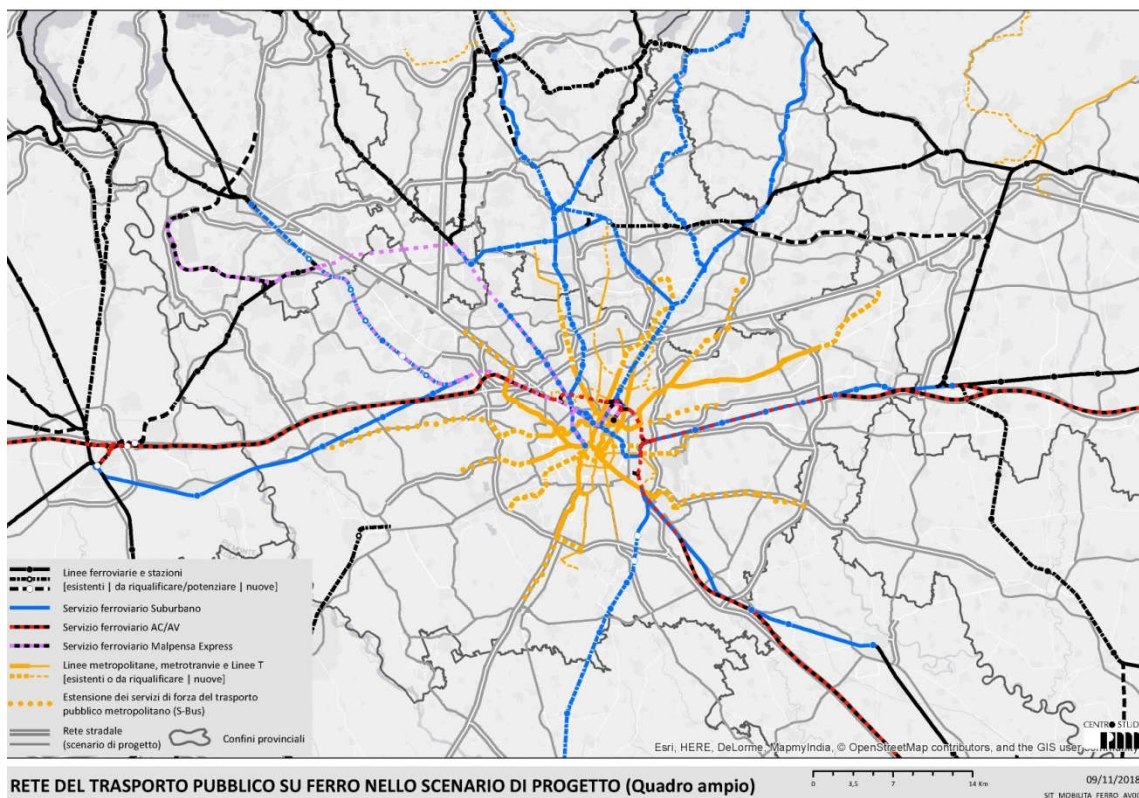 Linee ferroviarie e stazioni
[esistenti | da riqualificare/potenziare | nuove]
Servizio ferroviario Suburbano
Servizio ferroviario AC/AV
Servizio ferroviario Malpensa Express
Linee metropolitane, metrotranvie e Linee T
[esistenti o da riqualificare | nuove]
Estensione dei servizi di forza del trasporto
pubblico metropolitano (S-Bus)
Rete stradale
(scenario di progetto)
Confini provinciali
CENTRO STUDI
Esri, HERE, DeLorme, MapmyIndia, © OpenStreetMap contributors, and the GIS user community
RETE DEL TRASPORTO PUBBLICO SU FERRO NELLO SCENARIO DI PROGETTO (Quadro ampio)
0 3,5 7 14 Km
09/11/2018